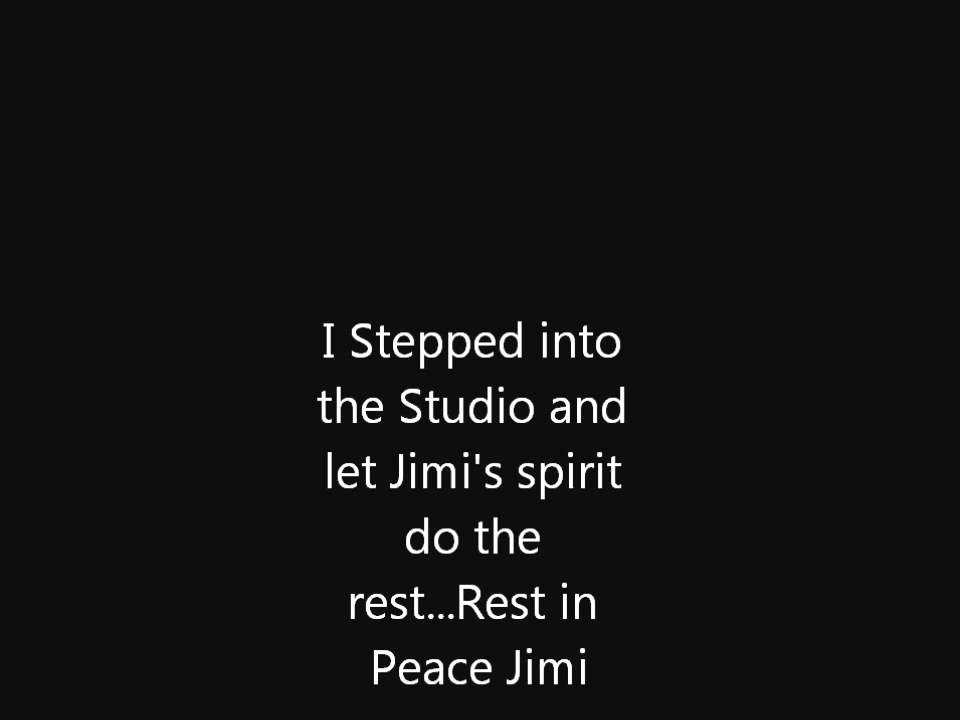 I Stepped into
the Studio and
let Jimi's spirit
do the
rest...Rest in
Peace Jimi